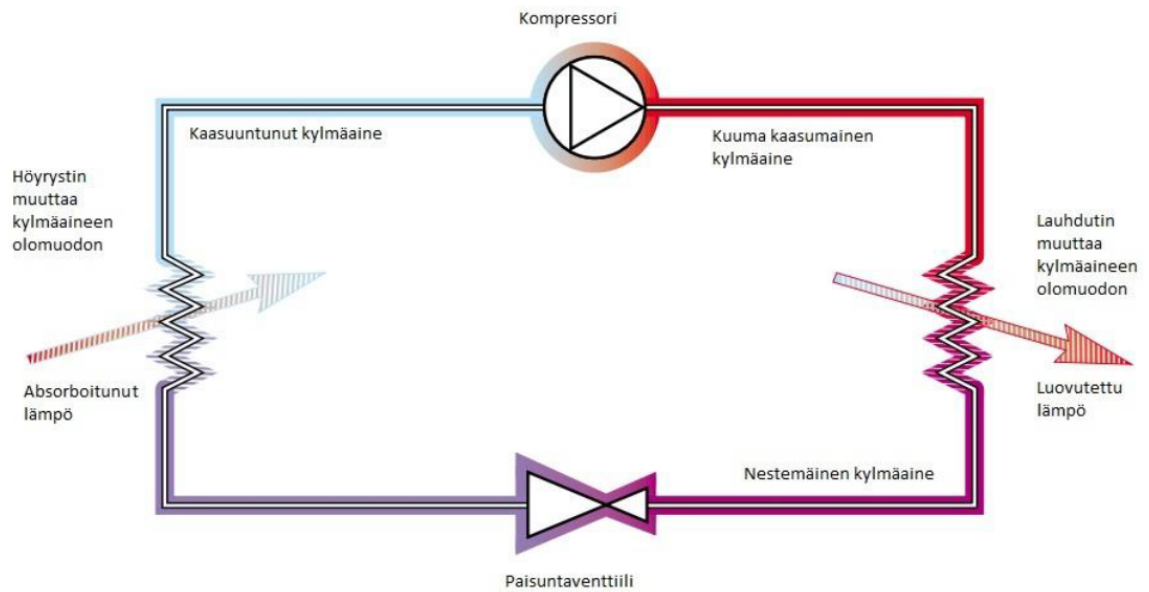 Kompressori
Kaasuuntunut kylmäaine
Kuuma kaasumainen
kylmäaine
Höyrystin
muuttaa
kylmäaineen
olomuodon
Lauhdutin
muuttaa
kylmäaineen
olomuodon
Absorboitunut
lämpö
Luovutettu
lämpö
Nestemäinen kylmäaine
Paisuntaventtiili